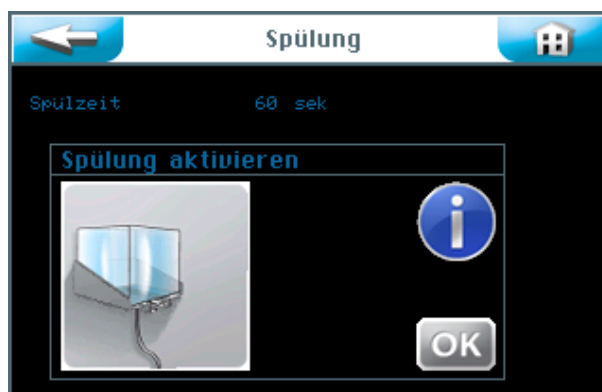 Spülung
Spülzeit 60 sek
Spülung aktivieren
i
OK